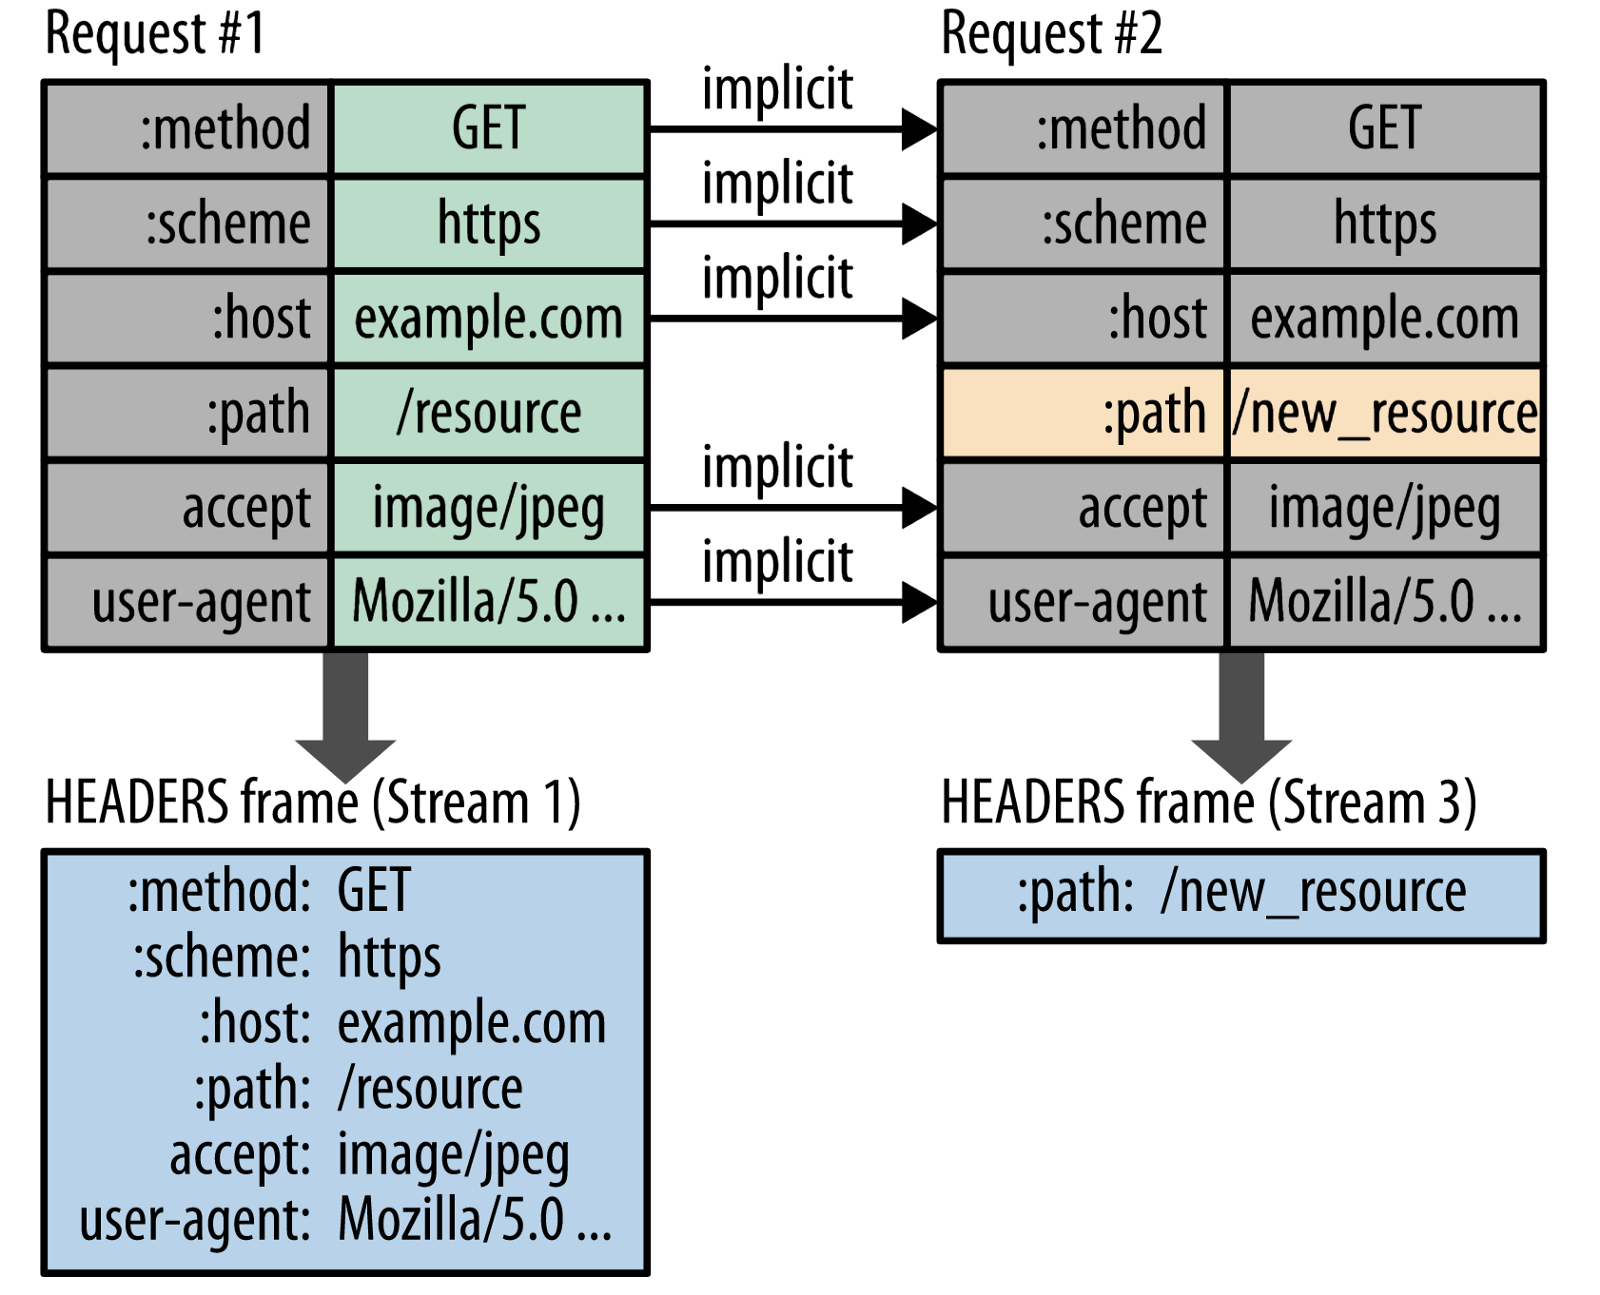 Request #1
:method GET
:scheme https
:host example.com
:path /resource
accept image/jpeg
user-agent Mozilla/5.0 ...
implicit
implicit
implicit
implicit
implicit
Request #2
:method GET
:scheme https
:host example.com
:path /new_resource
accept image/jpeg
user-agent Mozilla/5.0 ...
HEADERS frame (Stream 1)
:method: GET
:scheme: https
:host: example.com
:path: /resource
accept: image/jpeg
user-agent: Mozilla/5.0 ...
HEADERS frame (Stream 3)
:path: /new_resource